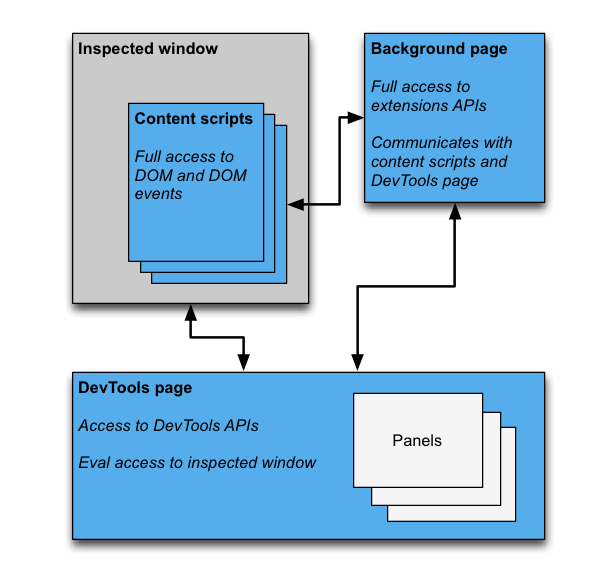 Inspected window
Content scripts
Full access to
DOM and DOM
events
Background page
Full access to
extensions APIs
Communicates with
content scripts and
DevTools page
DevTools page
Access to DevTools APIs
Eval access to inspected window
Panels